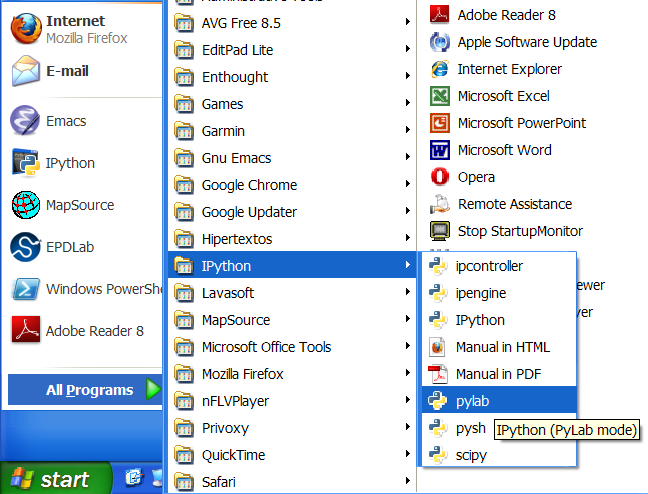 Internet
Mozilla Firefox
E-mail
Emacs
IPython
MapSource
EPDLab
Windows PowerShe
Adobe Reader 8
All Programs
start
AVG Free 8.5
EditPad Lite
Enthought
Games
Garmin
Gnu Emacs
Google Chrome
Google Updater
Hipertextos
IPython
Lavasoft
MapSource
Microsoft Office Tools
Mozilla Firefox
nFLVPlayer
Privoxy
QuickTime
Safari
Adobe Reader 8
Apple Software Update
Internet Explorer
Microsoft Excel
Microsoft PowerPoint
Microsoft Word
Opera
Remote Assistance
Stop StartupMonitor
ewer
ver
ipcontroller
ipengine
IPython
Manual in HTML
Manual in PDF
pylab
pysh
IPython (PyLab mode)
scipy